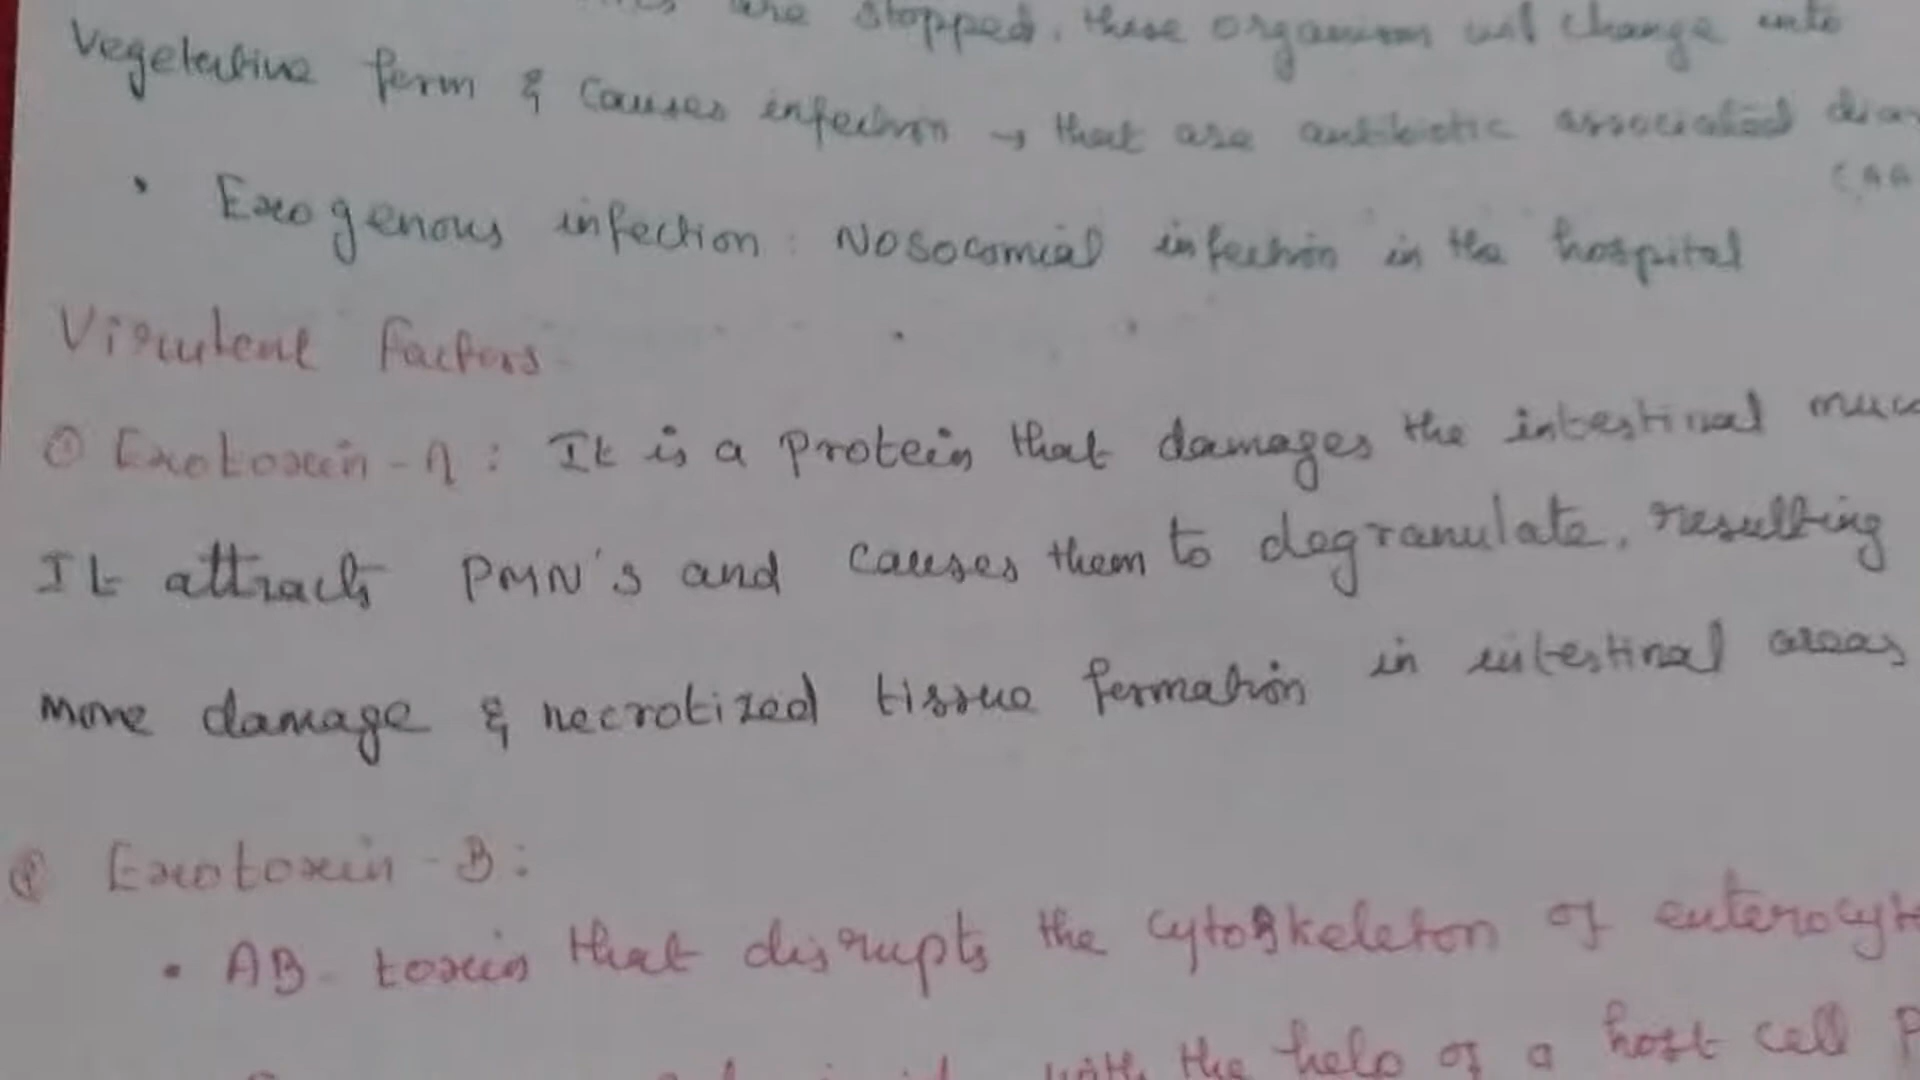 are stopped, these organism will change into
Vegetative form & causes infection → that are antibiotic associated
• Exogenous infection: Nosocomial infection in the hospital
Virulent Factors
① Exotoxin-A: It is a protein that damages the intestinal
It attracts PMN's and causes them to degranulate, resulting
more damage & necrotized tissue formation in intestinal areas
② Exotoxin-B:
• AB toxin that disrupts the cytoskeleton of
with the help of a host cell